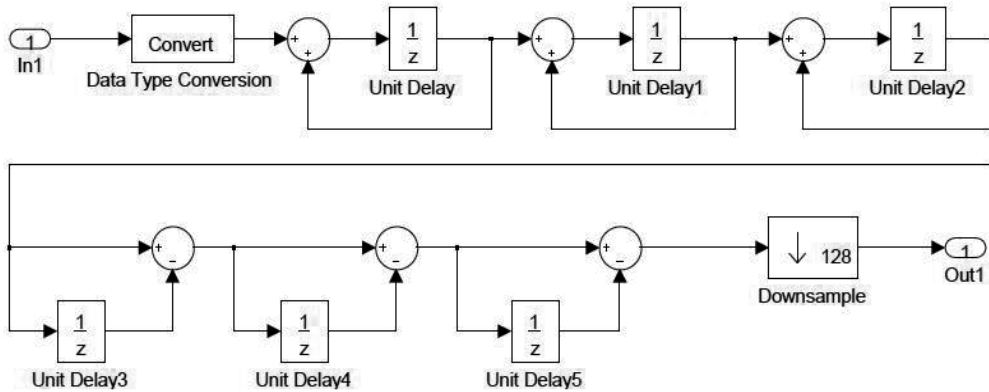 1
In1
Convert
Data Type Conversion
+
+
1
z
Unit Delay
+
+
1
z
Unit Delay1
+
+
1
z
Unit Delay2
+
−
1
z
Unit Delay3
+
−
1
z
Unit Delay4
+
−
1
z
Unit Delay5
↓ 128
Downsample
1
Out1